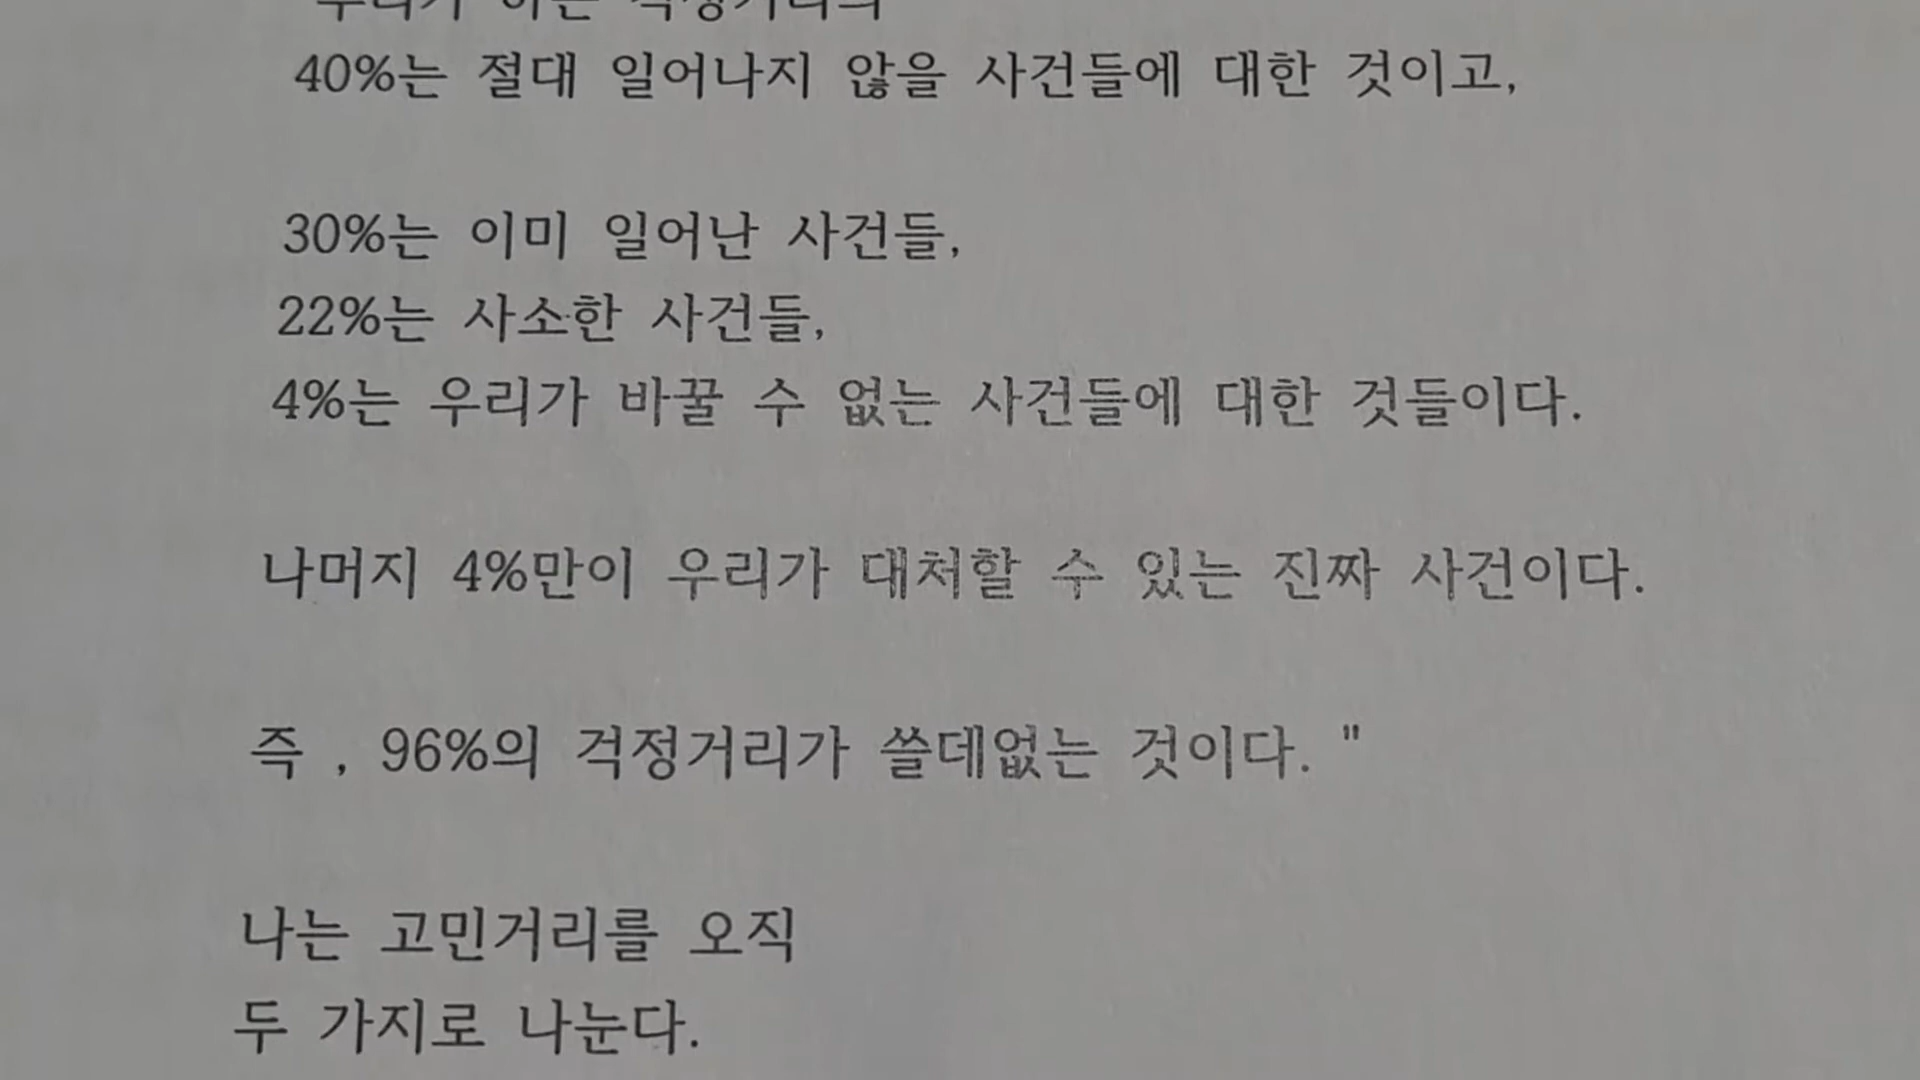 40%는 절대 일어나지 않을 사건들에 대한 것이고,
30%는 이미 일어난 사건들,
22%는 사소한 사건들,
4%는 우리가 바꿀 수 없는 사건들에 대한 것들이다.
나머지 4%만이 우리가 대처할 수 있는 진짜 사건이다.
즉 , 96%의 걱정거리가 쓸데없는 것이다. "
나는 고민거리를 오직
두 가지로 나눈다.